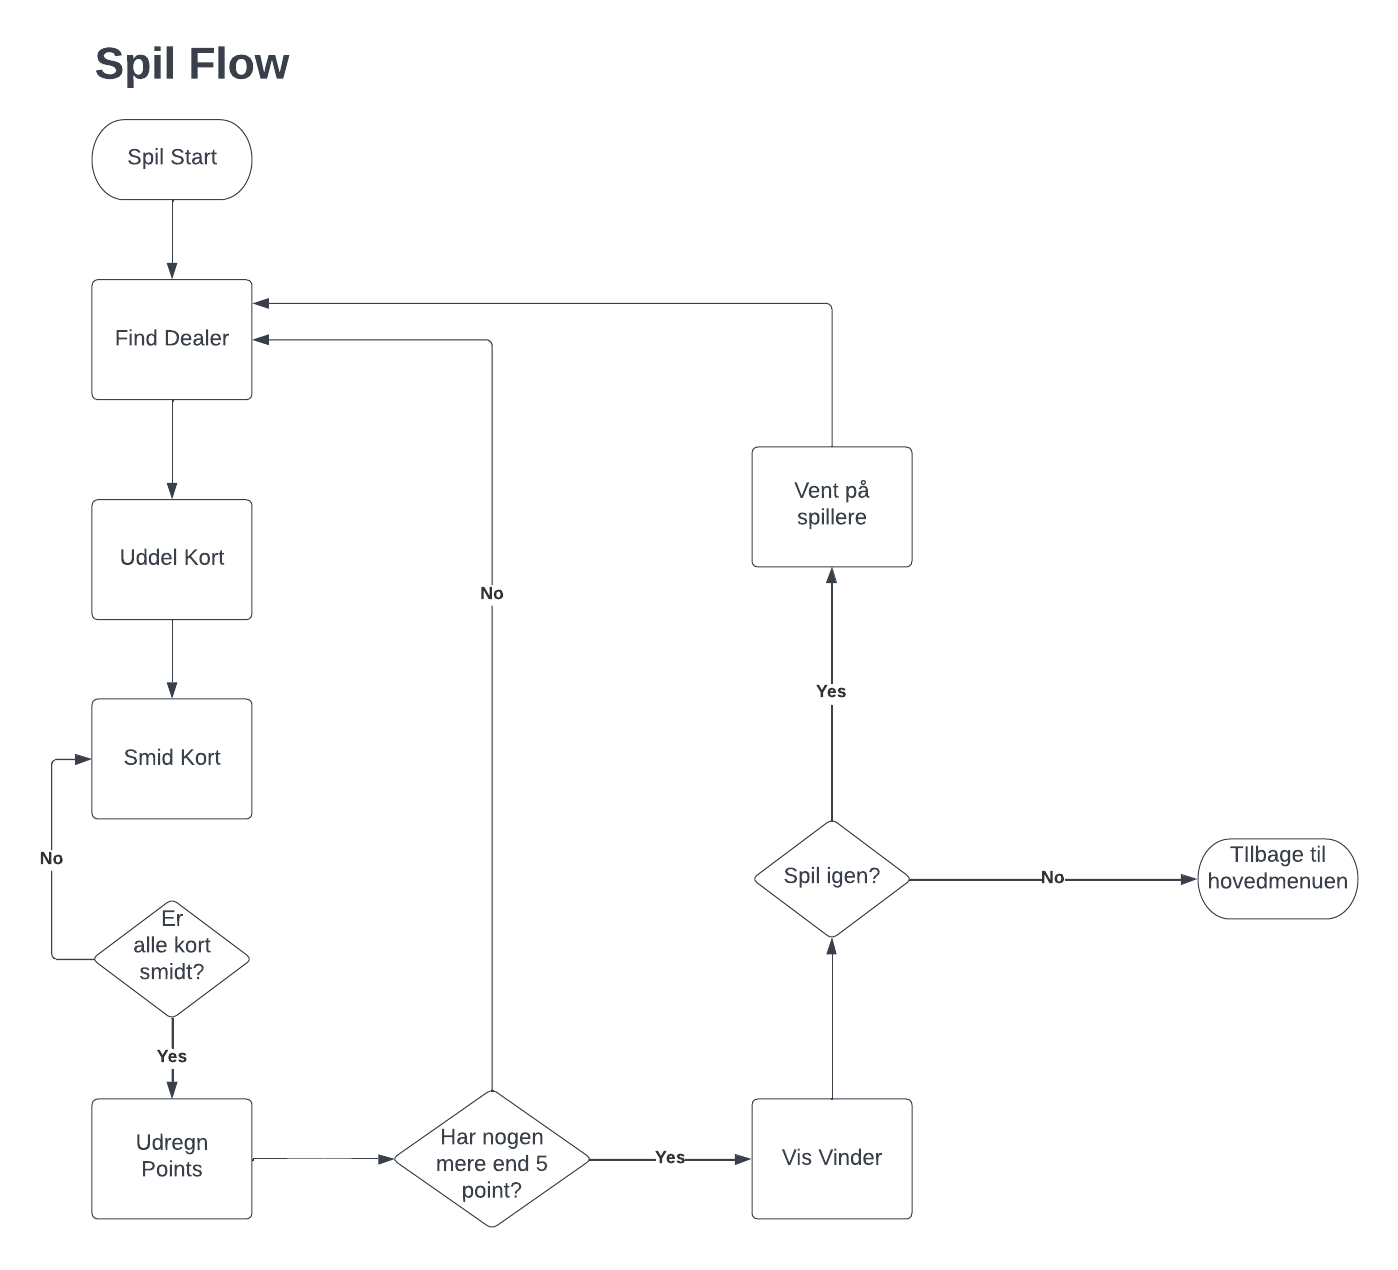 Spil Flow
Spil Start
Find Dealer
Uddel Kort
Smid Kort
No
Er
alle kort
smidt?
Yes
Udregn
Points
Har nogen
mere end 5
point?
No
Yes
Vis Vinder
Spil igen?
Yes
Vent på
spillere
No
TIlbage til
hovedmenuen